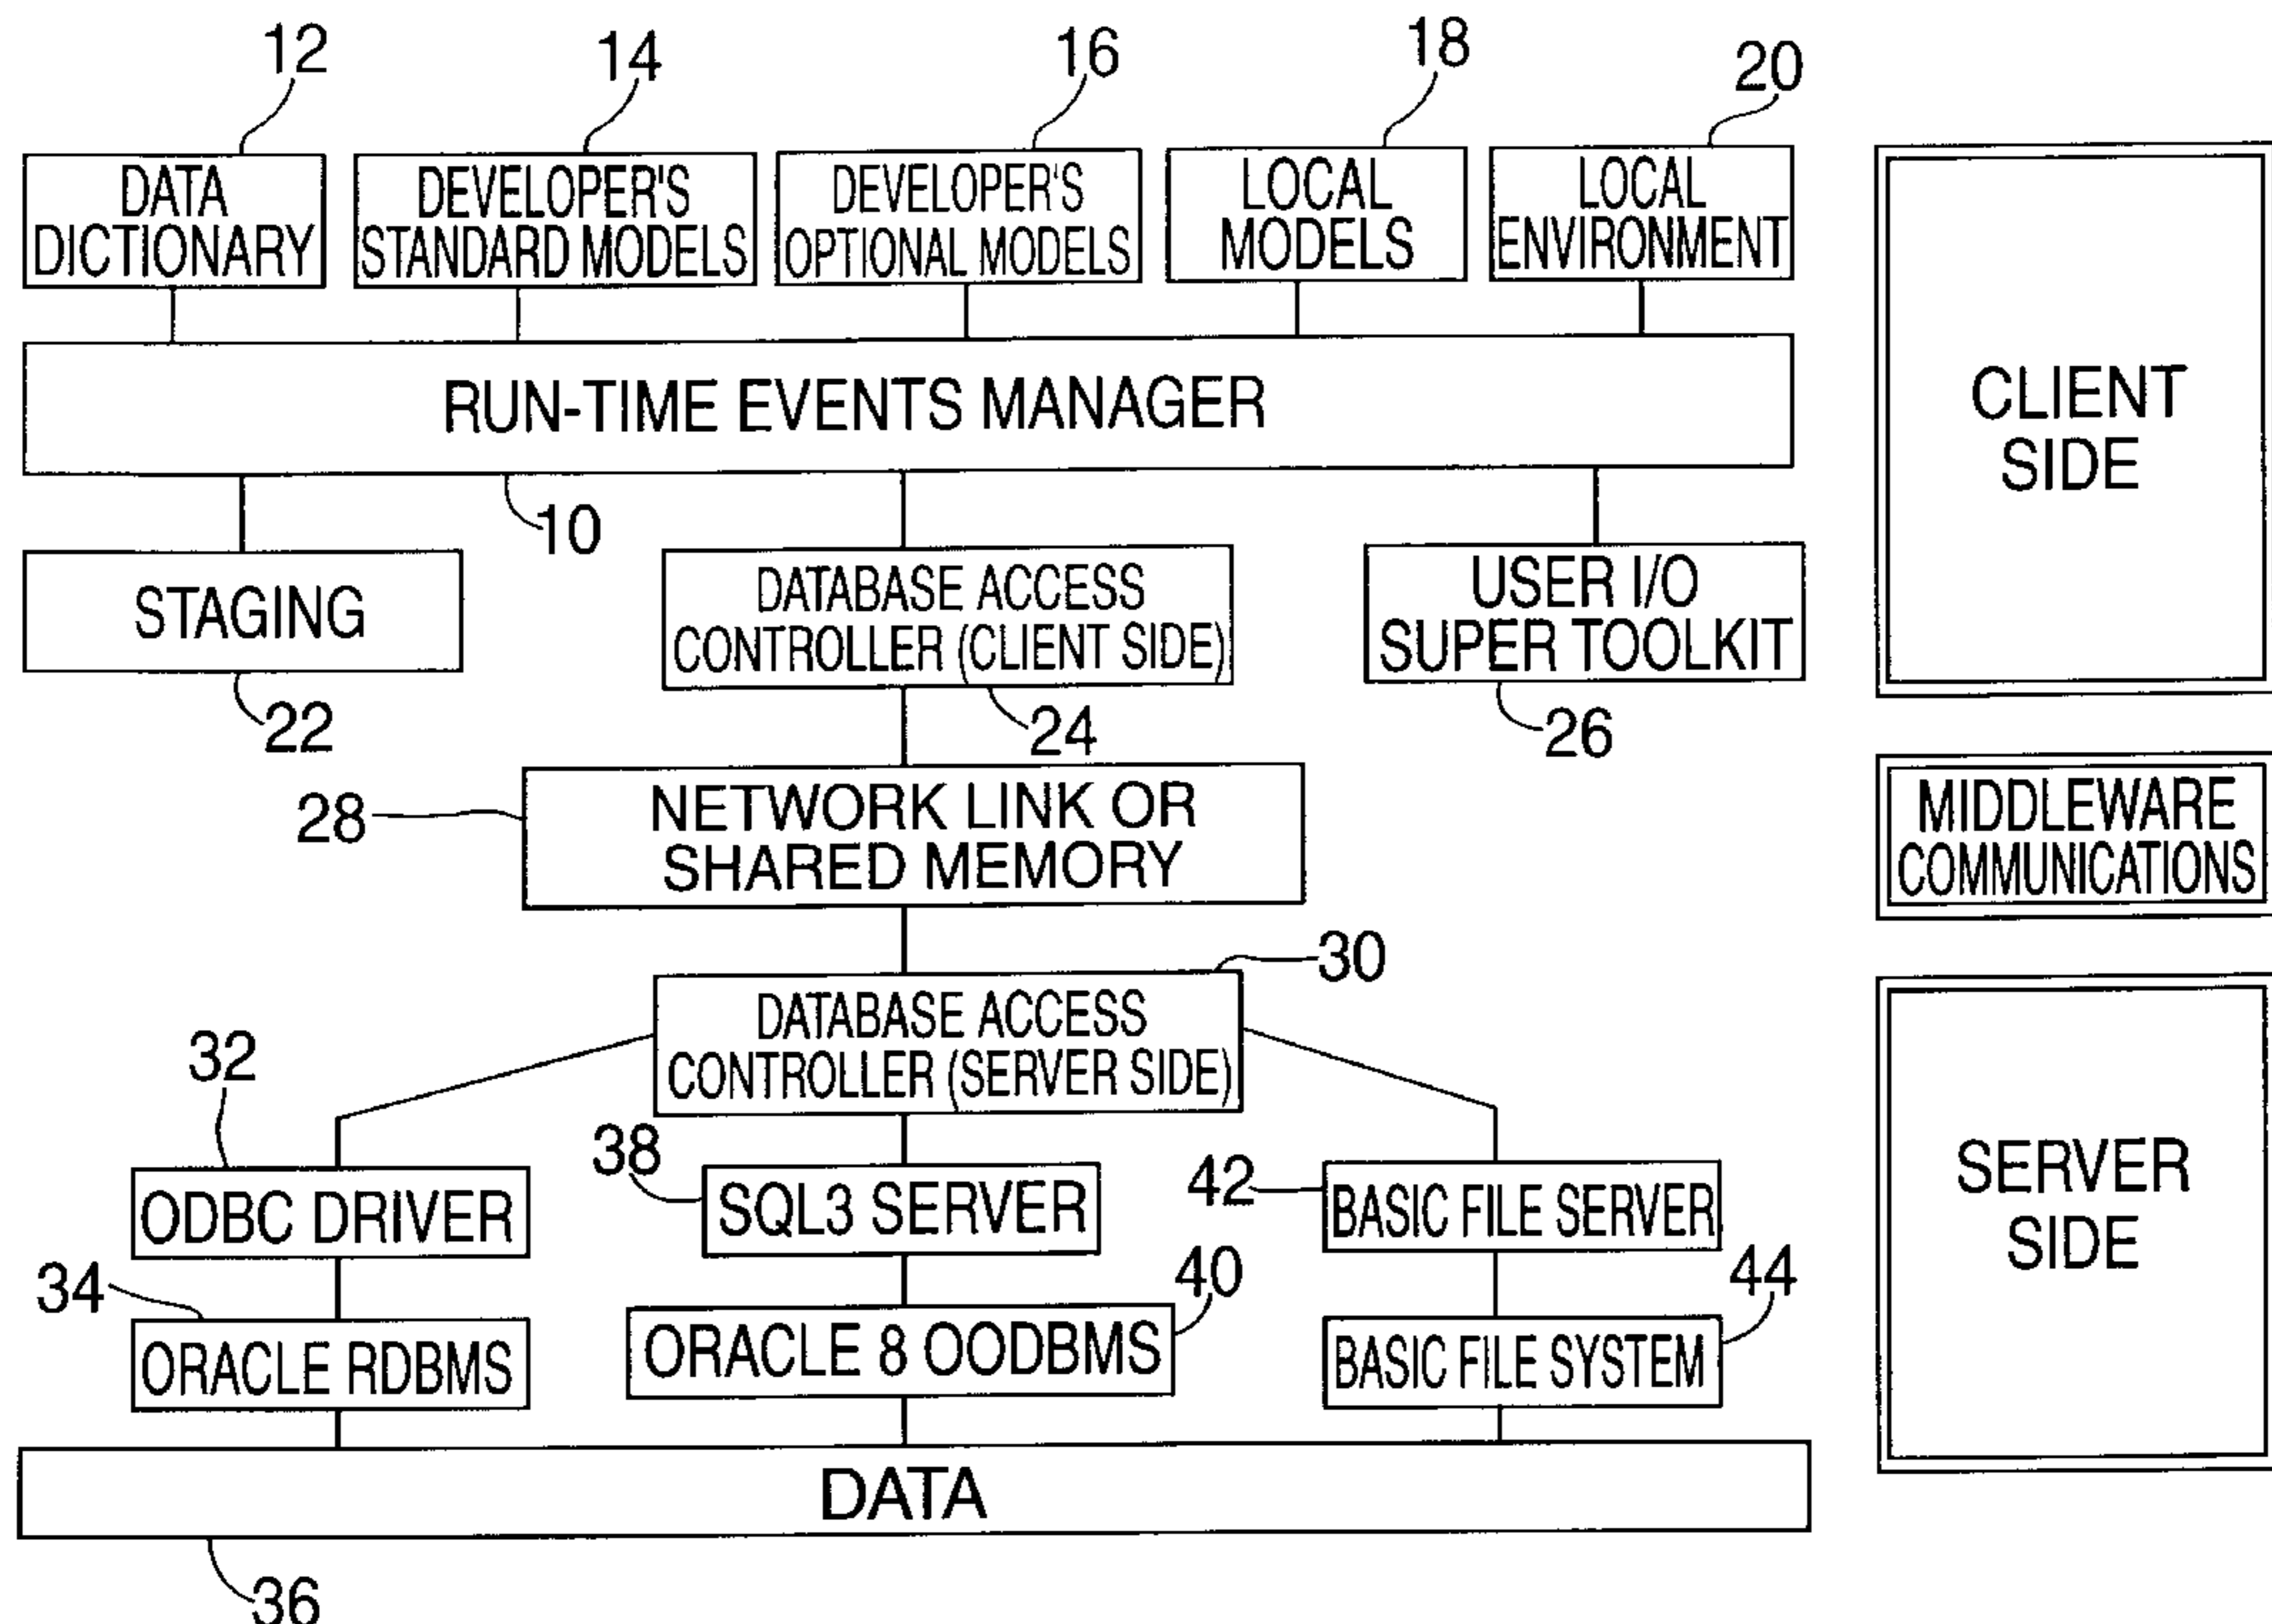 12
14
16
18
20
DATA
DICTIONARY
DEVELOPER'S
STANDARD MODELS
DEVELOPER'S
OPTIONAL MODELS
LOCAL
MODELS
LOCAL
ENVIRONMENT
RUN-TIME EVENTS MANAGER
CLIENT
SIDE
10
STAGING
DATABASE ACCESS
CONTROLLER (CLIENT SIDE)
USER I/O
SUPER TOOLKIT
22
24
26
28
NETWORK LINK OR
SHARED MEMORY
MIDDLEWARE
COMMUNICATIONS
30
DATABASE ACCESS
CONTROLLER (SERVER SIDE)
32
38
42
ODBC DRIVER
SQL3 SERVER
BASIC FILE SERVER
SERVER
SIDE
34
40
44
ORACLE RDBMS
ORACLE 8 OODBMS
BASIC FILE SYSTEM
DATA
36